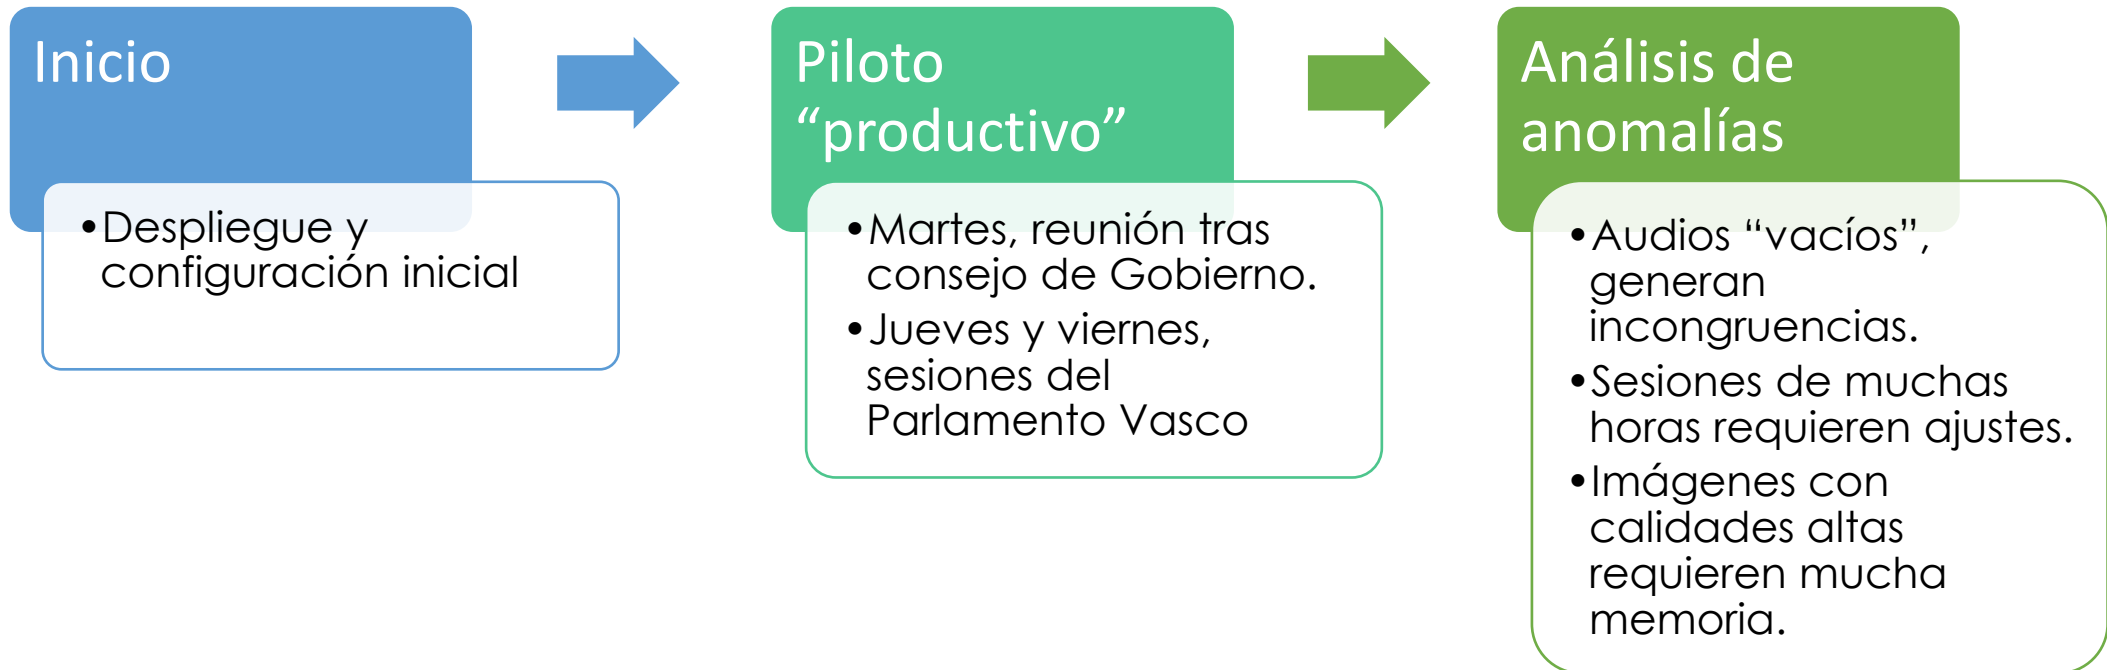 Inicio
•Despliegue y
configuración inicial
Piloto
“productivo”
•Martes, reunión tras
consejo de Gobierno.
•Jueves y viernes,
sesiones del
Parlamento Vasco
Análisis de
anomalías
•Audios “vacíos”,
generan
incongruencias.
•Sesiones de muchas
horas requieren ajustes.
•Imágenes con
calidades altas
requieren mucha
memoria.